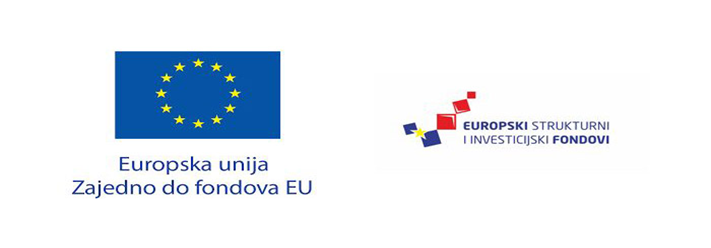 Europska unija
Zajedno do fondova EU
EUROPSKI STRUKTURNI
I INVESTICIJSKI FONDOVI